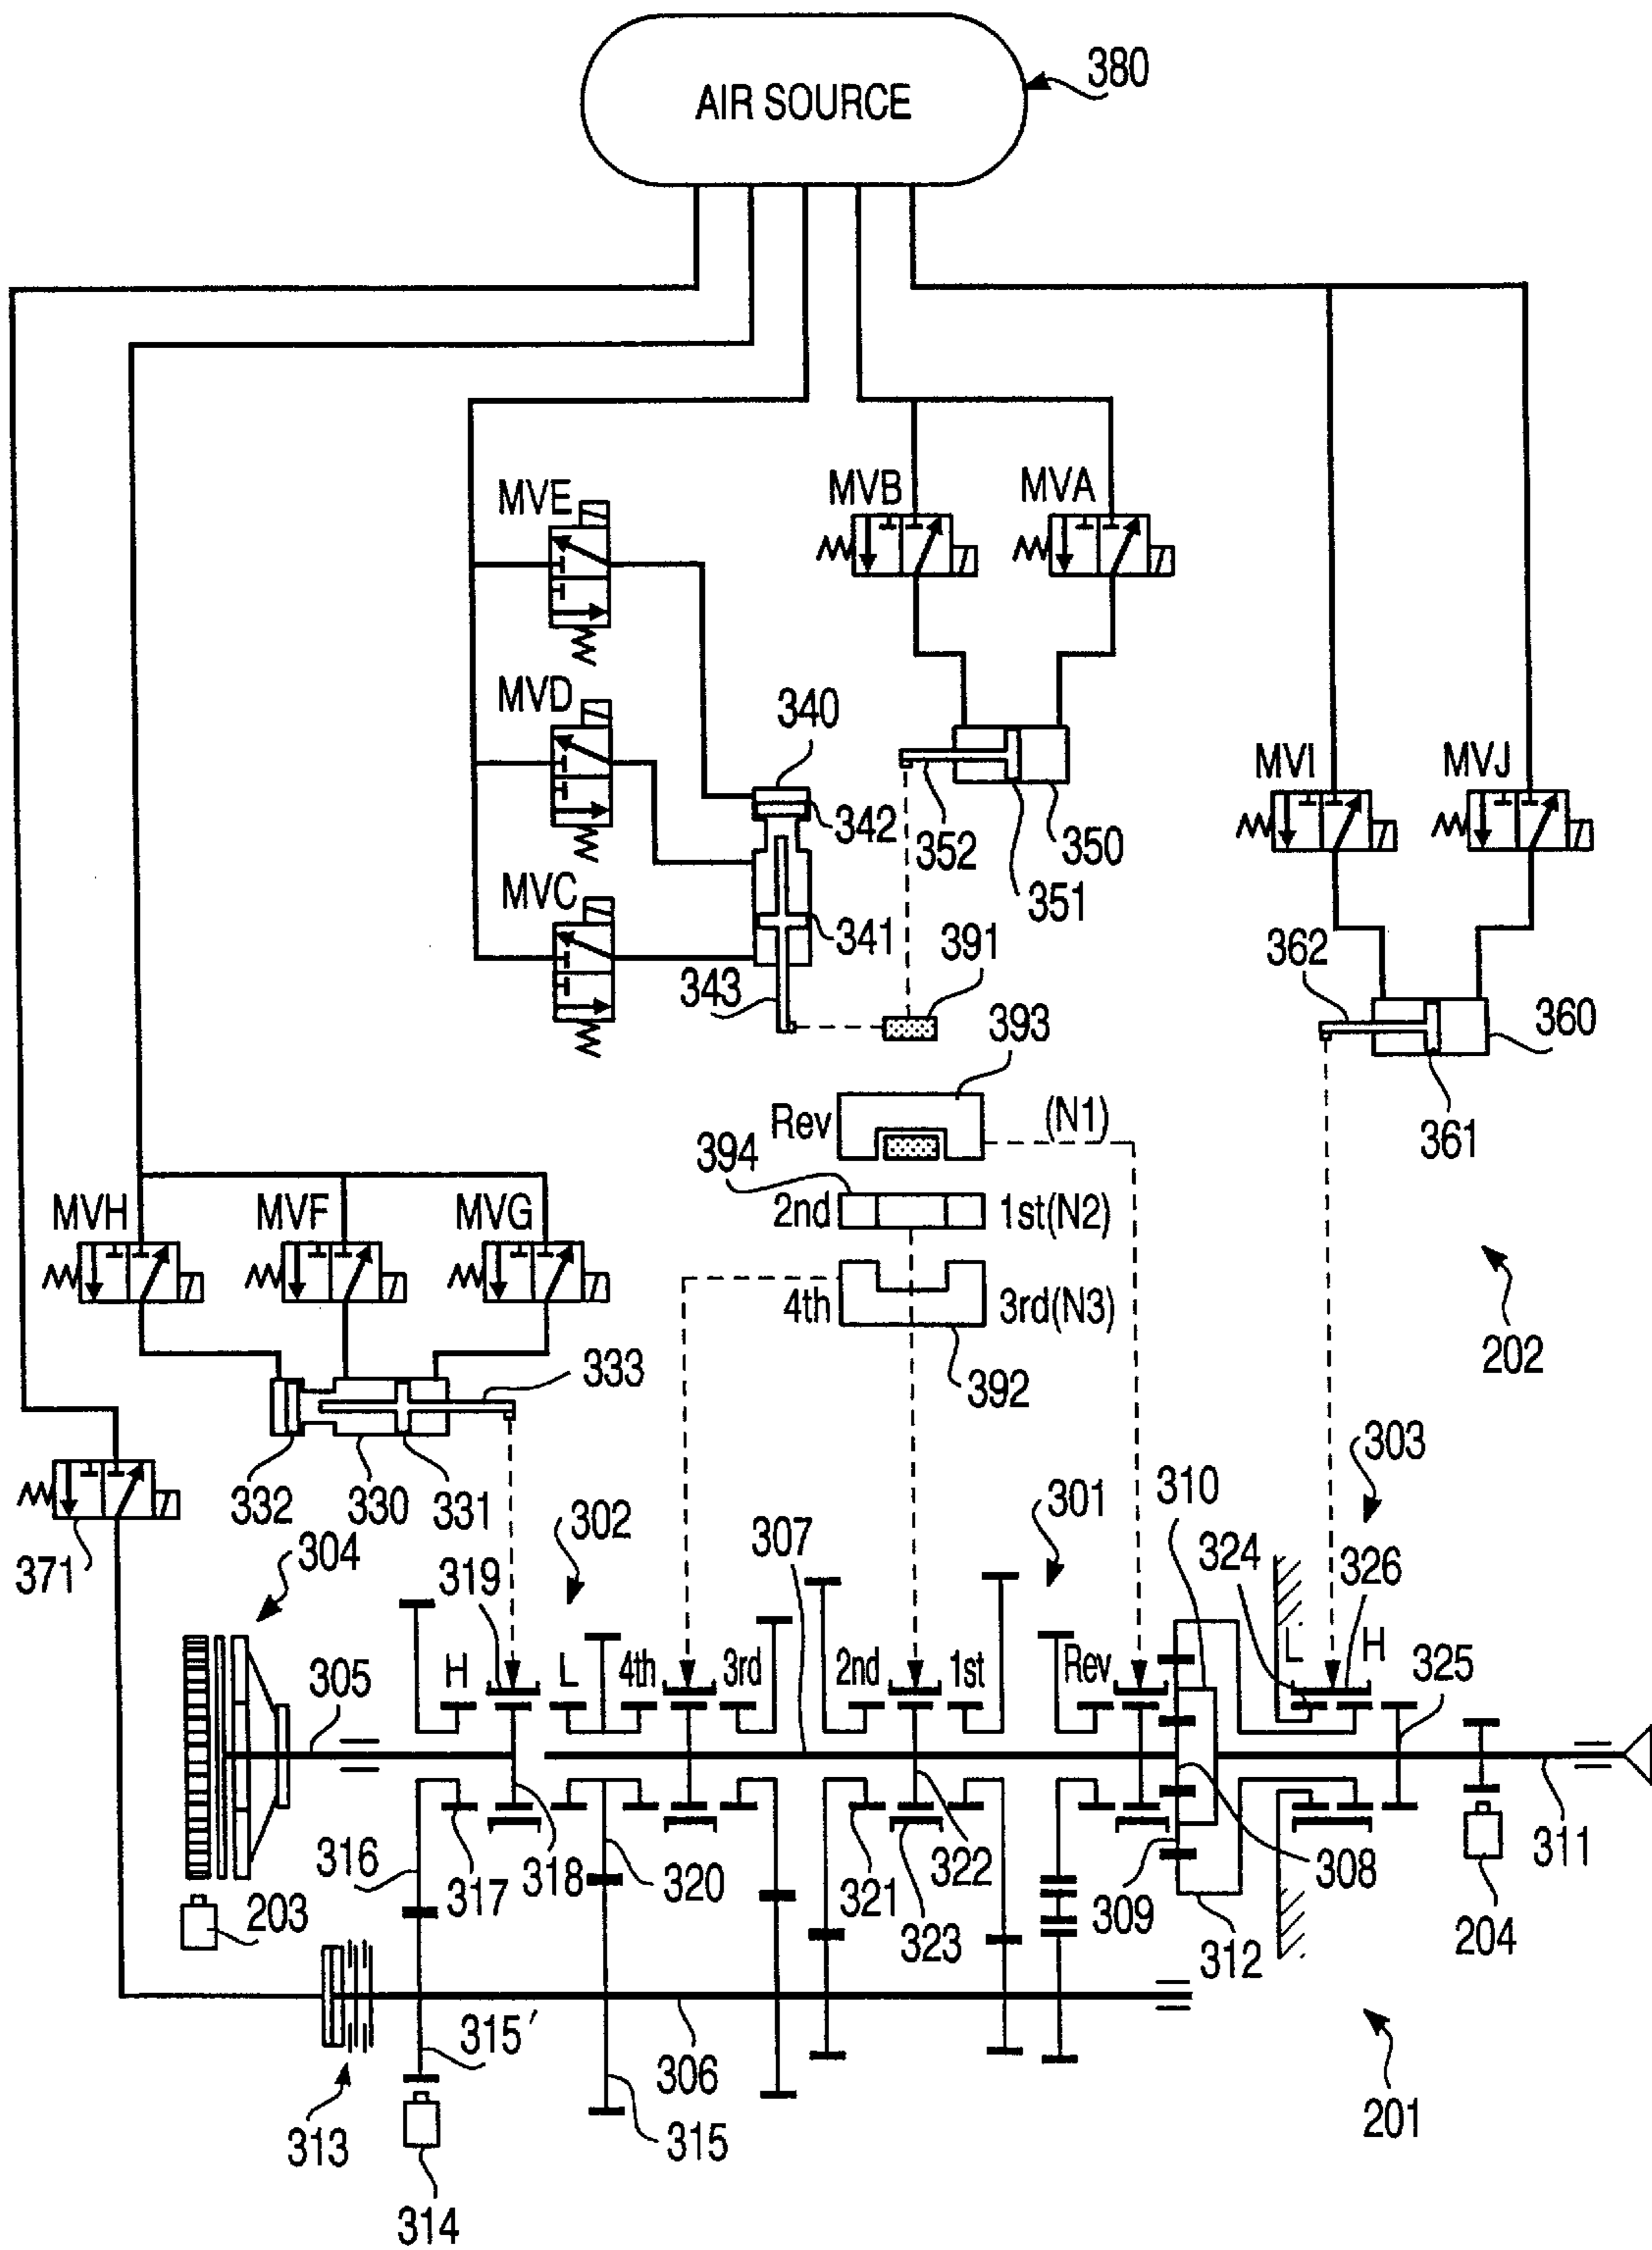 380
AIR SOURCE
MVE
MVB
MVA
MVD
340
MVI
MVJ
342
352
350
351
MVC
341
391
343
393
362
360
361
Rev
(N1)
394
2nd
1st(N2)
MVH
MVF
MVG
4th
3rd(N3)
202
392
333
332
330
331
303
310
301
302
307
371
304
319
324
326
305
H
L
4th
3rd
2nd
1st
Rev
L
H
325
316
317
318
320
321
322
323
309
308
312
311
203
204
315'
306
313
315
201
314